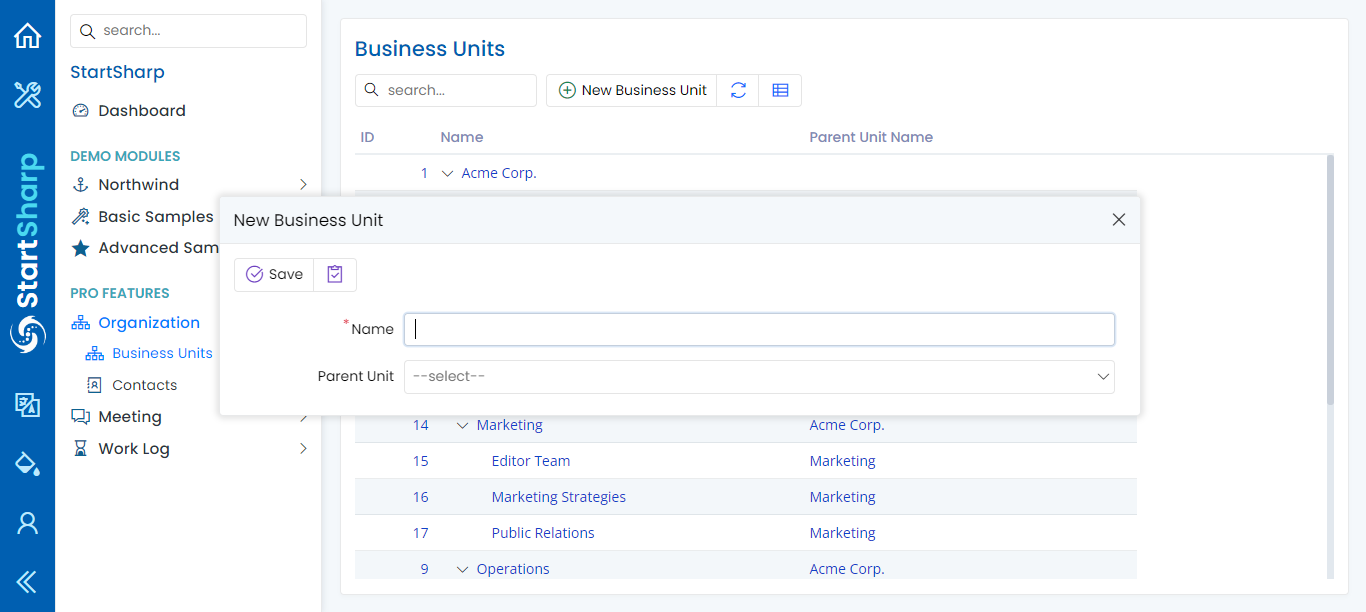 StartSharp
search...
StartSharp
Dashboard
DEMO MODULES
Northwind
Basic Samples
Advanced Sam
PRO FEATURES
Organization
Business Units
Contacts
Meeting
Work Log
Business Units
search...
New Business Unit
ID Name Parent Unit Name
1 Acme Corp.
New Business Unit
Save
* Name
Parent Unit --select--
14 Marketing Acme Corp.
15 Editor Team Marketing
16 Marketing Strategies Marketing
17 Public Relations Marketing
9 Operations Acme Corp.